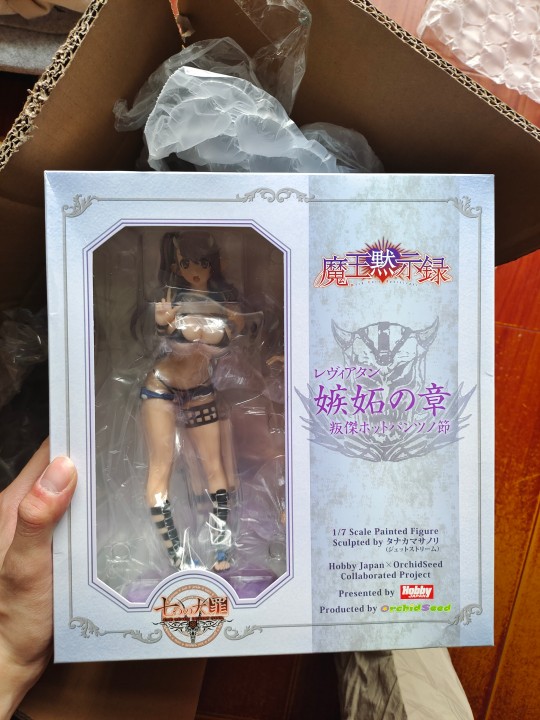 魔王黙示録
レヴィアタン
嫉妬の章
叛傑ホットパンツノ節
1/7 Scale Painted Figure
Sculpted by タナカマサノリ
(ジェットストリーム)
Hobby Japan×OrchidSeed
Collaborated Project
Presented by Hobby JAPAN
Produced by OrchidSeed
七つの大罪